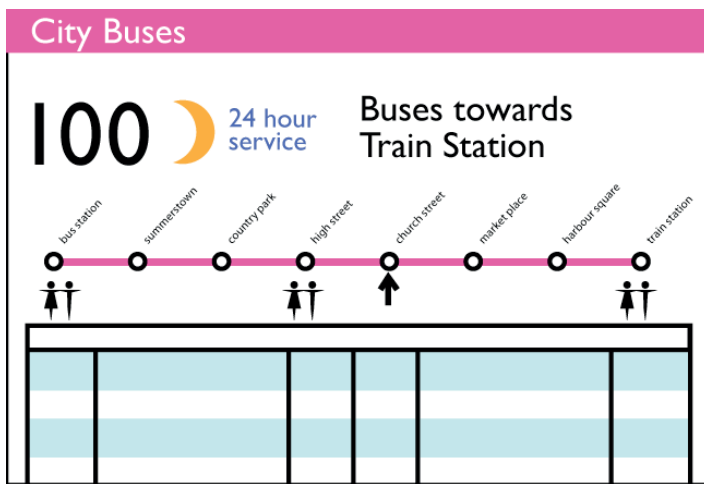 City Buses
100
24 hour
service
Buses towards
Train Station
bus station
summerstown
country park
high street
church street
market place
harbour square
train station